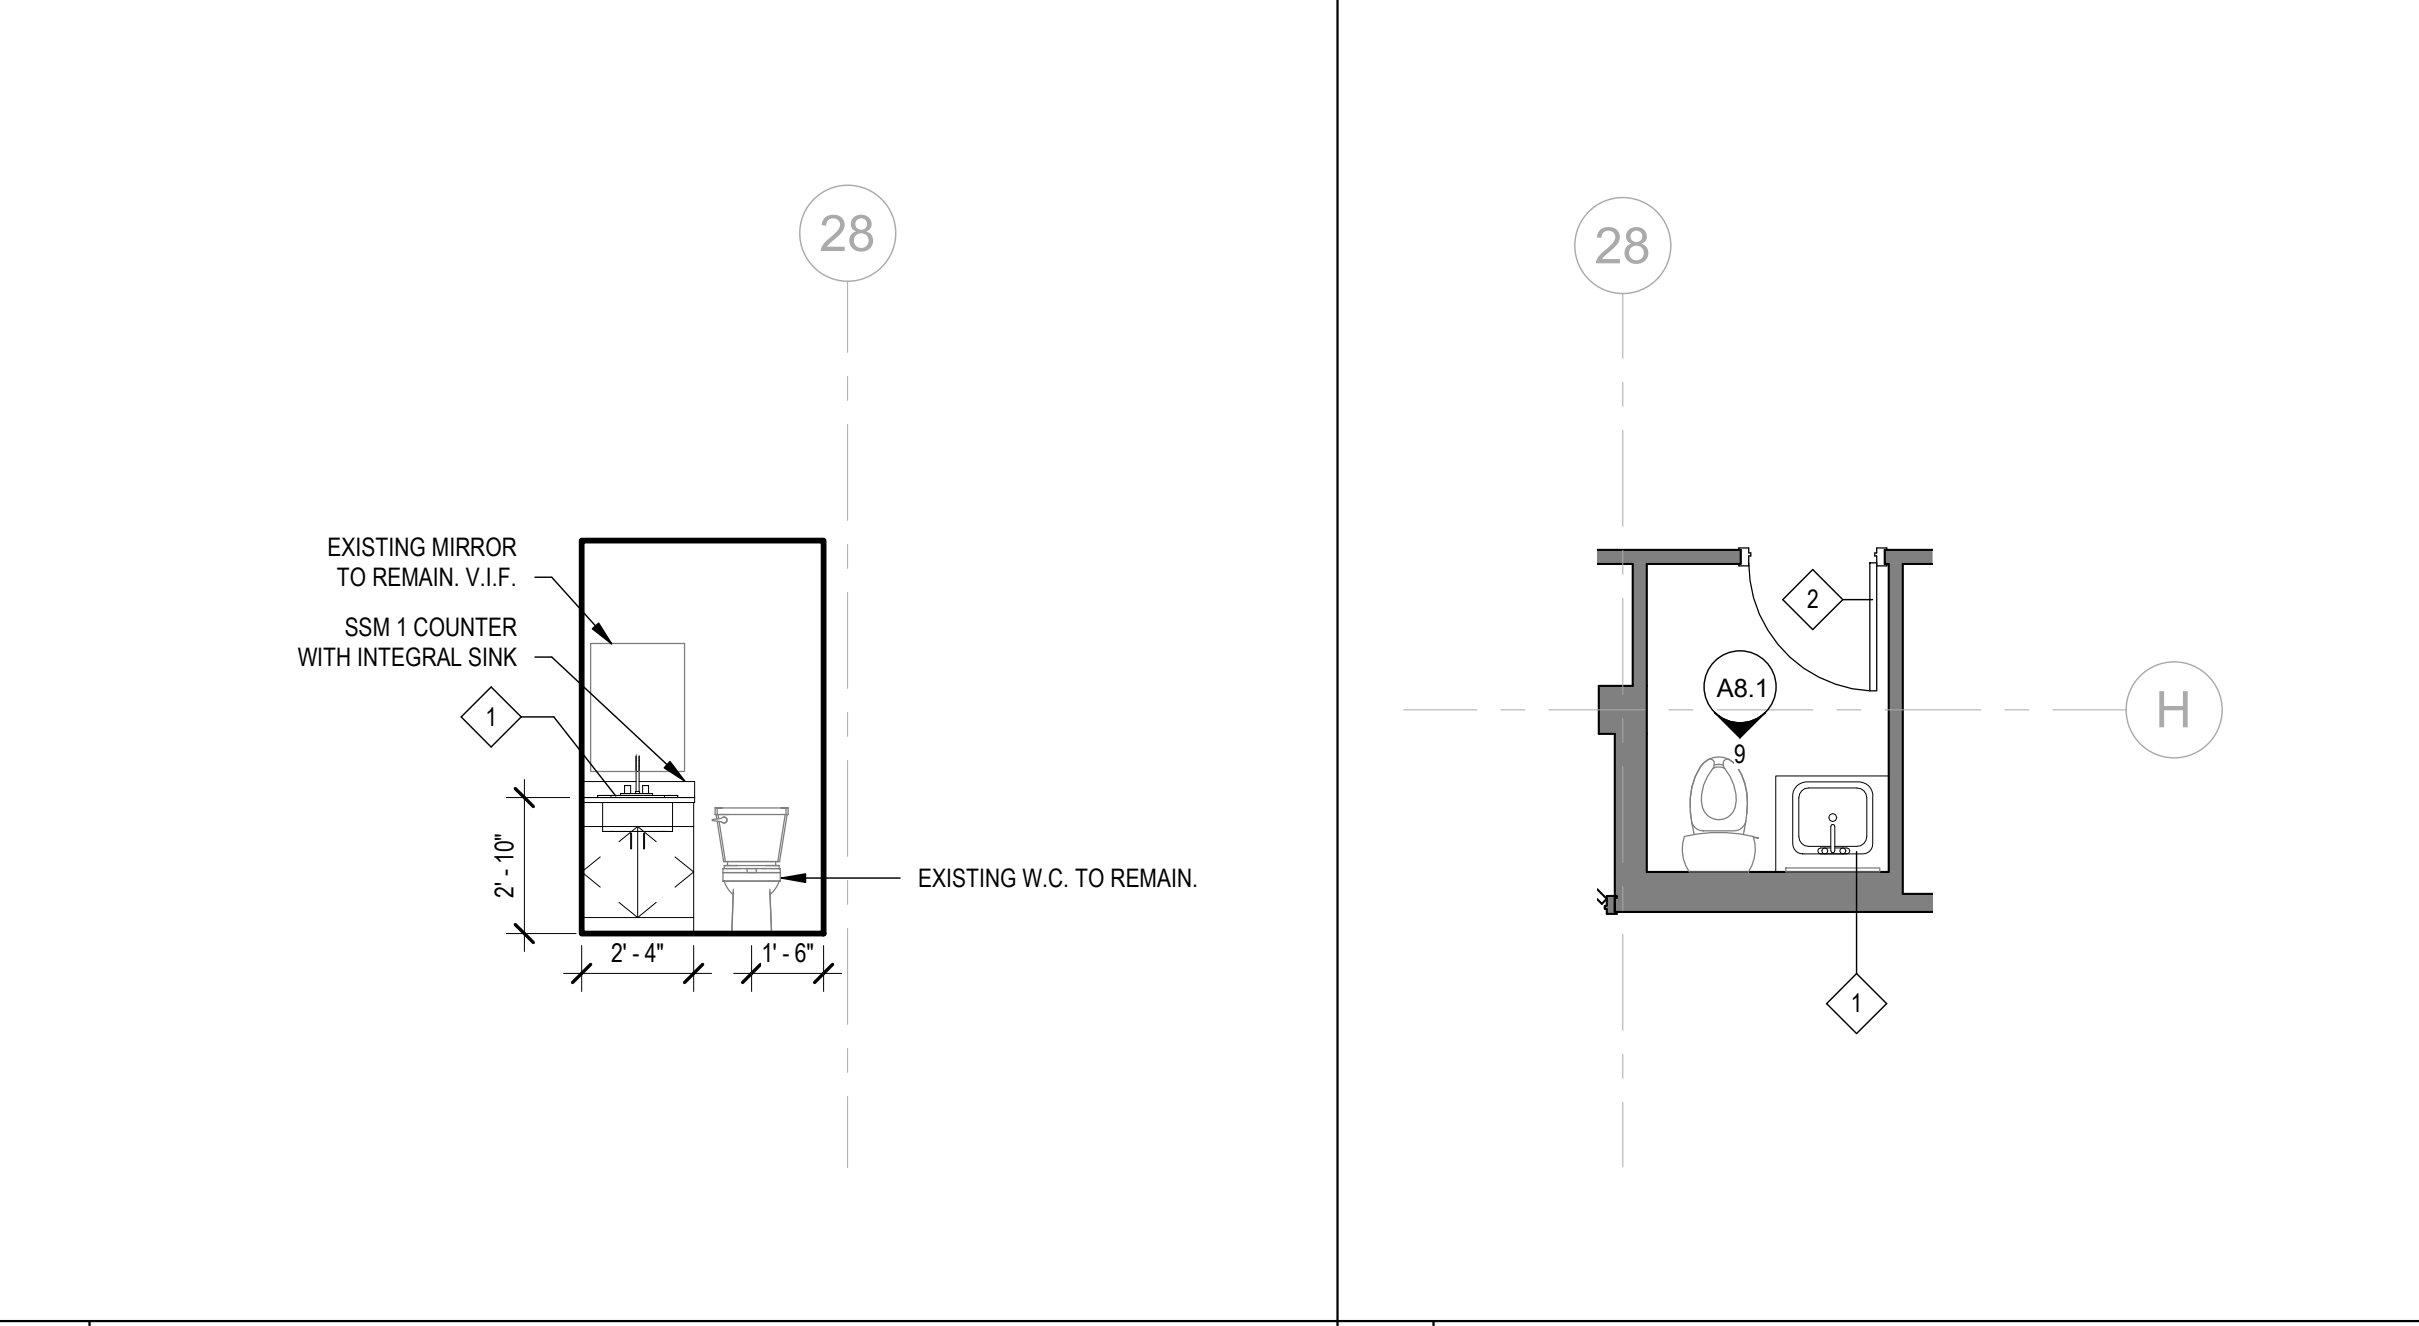 28
EXISTING MIRROR
TO REMAIN. V.I.F.
SSM 1 COUNTER
WITH INTEGRAL SINK
1
2' - 10"
EXISTING W.C. TO REMAIN.
2' - 4"
1' - 6"
28
2
A8.1
9
H
1